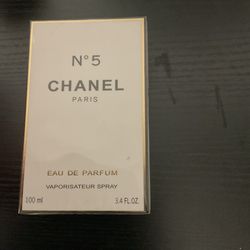 N°5
CHANEL
PARIS
EAU DE PARFUM
VAPORISATEUR SPRAY
100 ml 3.4 FL.OZ.